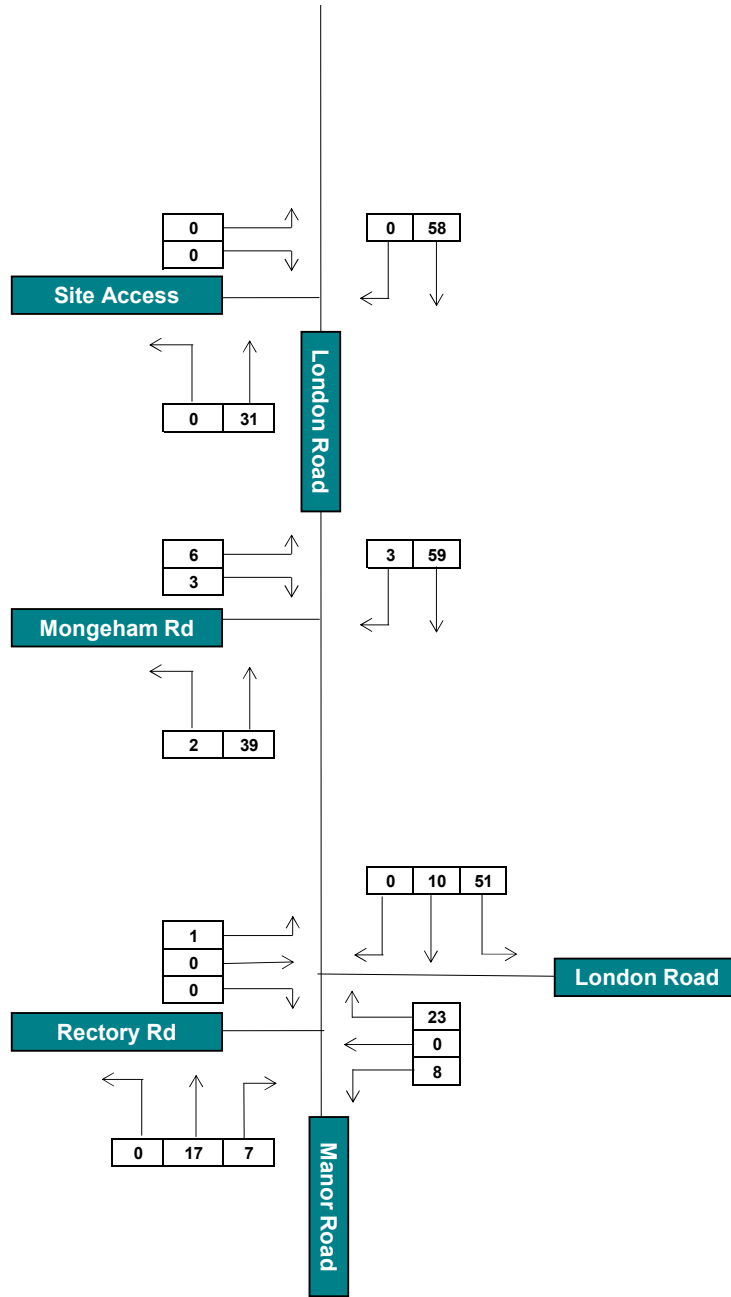 0
0 58
0
Site Access
London Road
0 31
6
3 59
3
Mongeham Rd
2 39
0 10 51
1
0
0
London Road
23
Rectory Rd
0
8
0 17 7
Manor Road